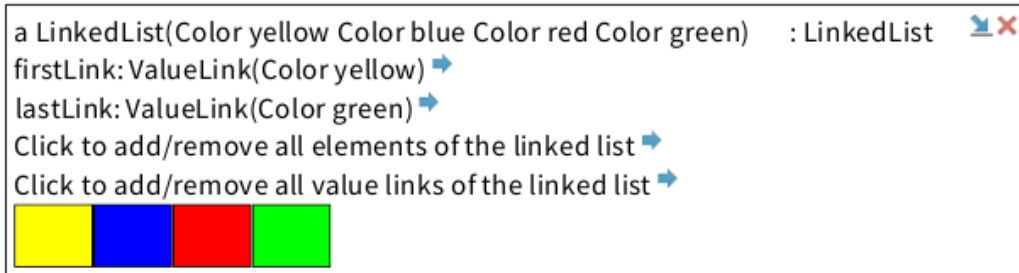 a LinkedList(Color yellow Color blue Color red Color green) : LinkedList
firstLink: ValueLink(Color yellow)
lastLink: ValueLink(Color green)
Click to add/remove all elements of the linked list
Click to add/remove all value links of the linked list